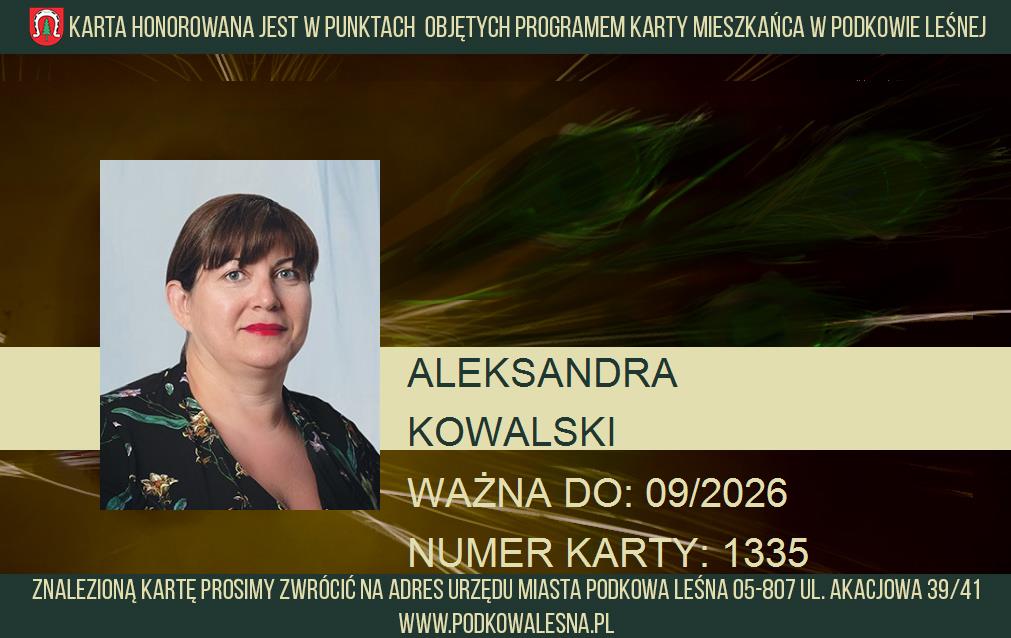 KARTA HONOROWANA JEST W PUNKTACH OBJĘTYCH PROGRAMEM KARTY MIESZKAŃCA W PODKOWIE LEŚNEJ
ALEKSANDRA
KOWALSKI
WAŻNA DO: 09/2026
NUMER KARTY: 1335
ZNALEZIONĄ KARTĘ PROSIMY ZWRÓCIĆ NA ADRES URZĘDU MIASTA PODKOWA LEŚNA 05-807 UL. AKACJOWA 39/41
WWW.PODKOWALESNA.PL